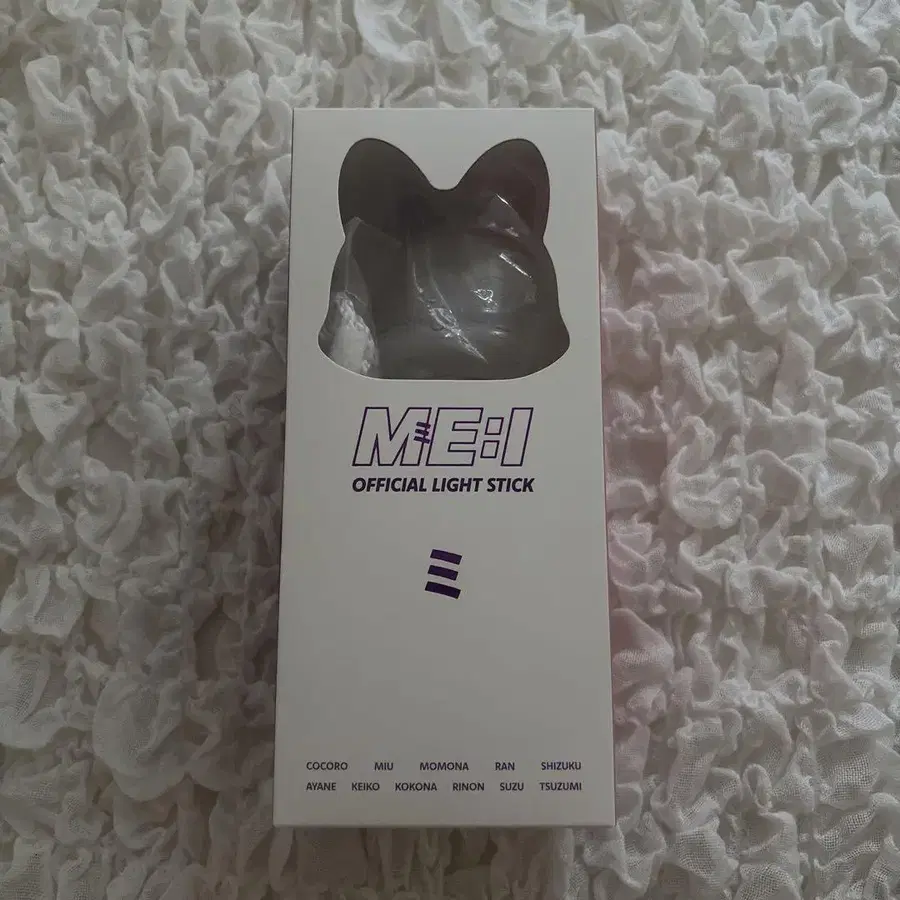 ME:I
OFFICIAL LIGHT STICK
COCORO MIU MOMONA RAN SHIZUKU
AYANE KEIKO KOKONA RINON SUZU TSUZUMI